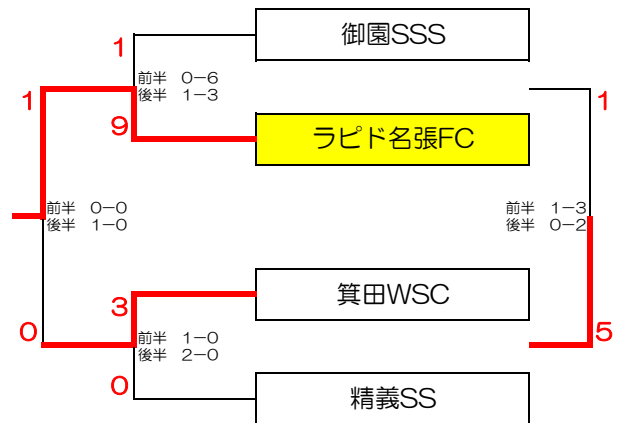 御園SSS
1
前半 0-6
後半 1-3
1
1
9
ラピド名張FC
前半 0-0
後半 1-0
前半 1-3
後半 0-2
箕田WSC
3
0
前半 1-0
後半 2-0
5
0
精義SS